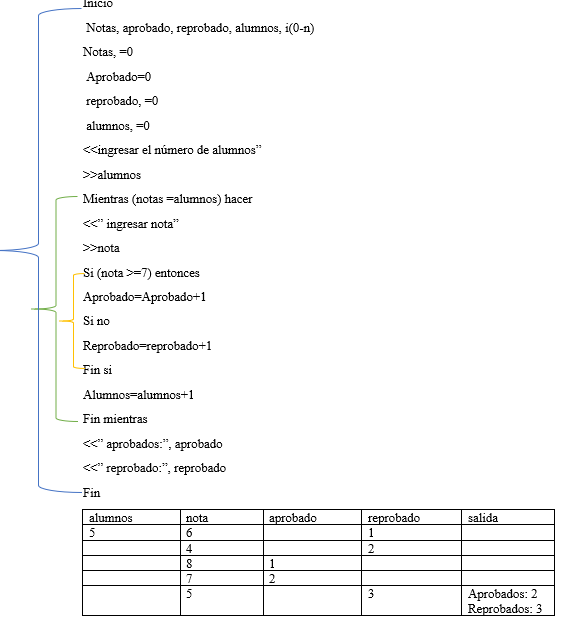 Inicio
Notas, aprobado, reprobado, alumnos, i(0-n)
Notas, =0
Aprobado=0
reprobado, =0
alumnos, =0
<<ingresar el número de alumnos”
>>alumnos
Mientras (notas =alumnos) hacer
<<” ingresar nota”
>>nota
Si (nota >=7) entonces
Aprobado=Aprobado+1
Si no
Reprobado=reprobado+1
Fin si
Alumnos=alumnos+1
Fin mientras
<<” aprobados:”, aprobado
<<” reprobado:”, reprobado
Fin
alumnos nota aprobado reprobado salida
5 6 1
4 2
8 1
7 2
5 3 Aprobados: 2
Reprobados: 3